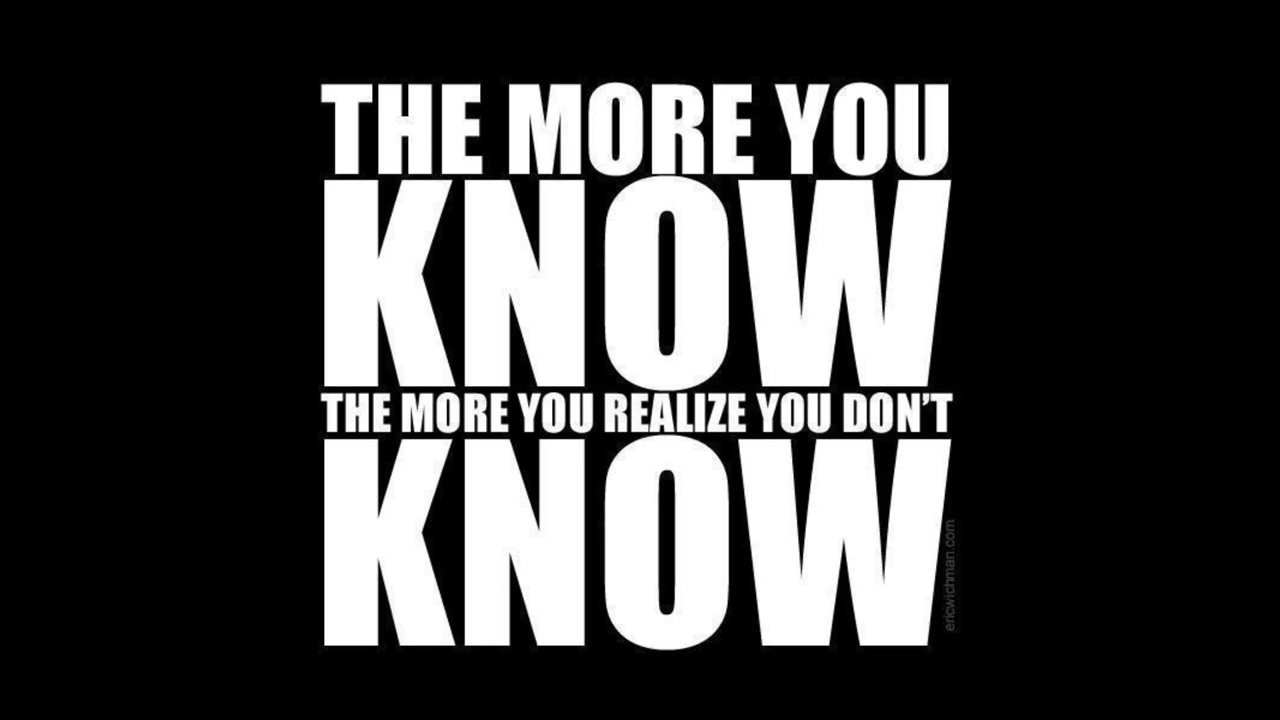 THE MORE YOU
KNOW
THE MORE YOU REALIZE YOU DON'T
KNOW
ericwichman.com